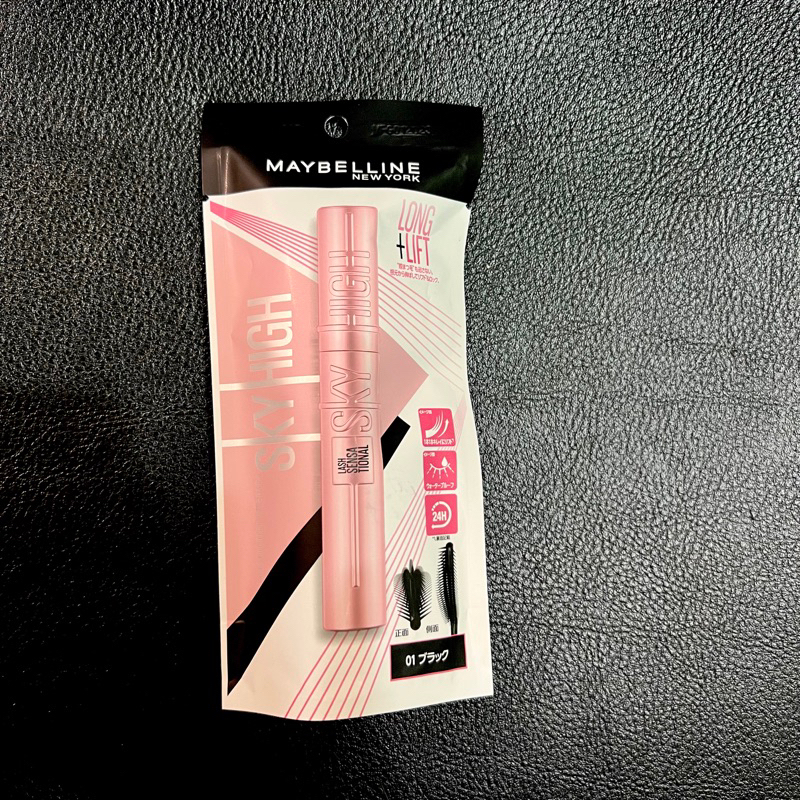 MAYBELLINE
NEW YORK
LONG
+LIFT
SKY HIGH
SKY HIGH
LASH
SENSA
TIONAL
ウォータープルーフ
24H
正面 側面
01 ブラック